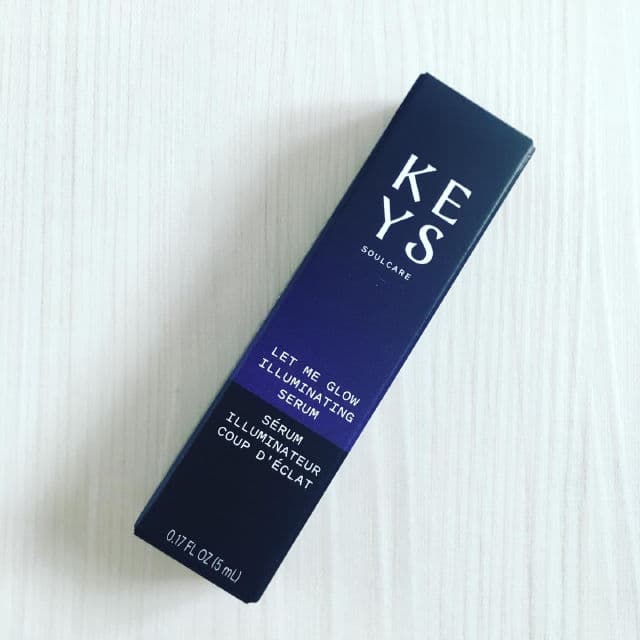 KE
YS
SOULCARE
LET ME GLOW
ILLUMINATING
SERUM
SÉRUM
ILLUMINATEUR
COUP D'ÉCLAT
0.17 FL OZ (5 mL)